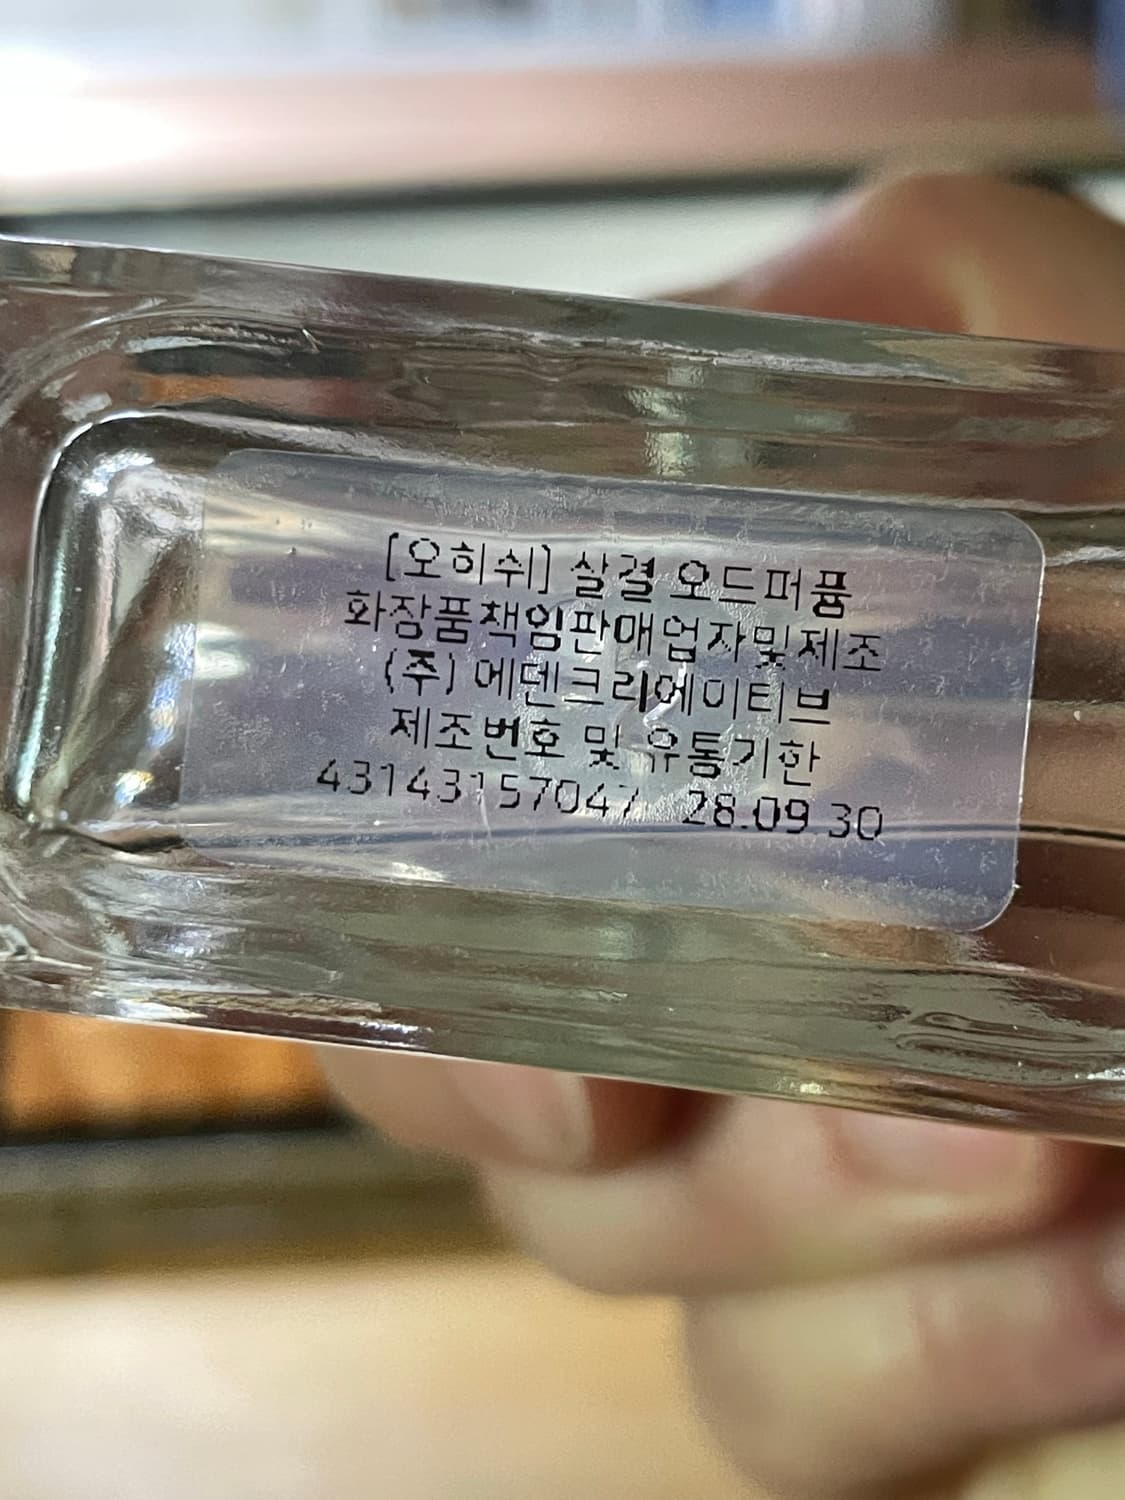 [오히쉬] 살결 오드퍼퓸
화장품책임판매업자및제조
(주) 에덴크리에이티브
제조번호 및 유통기한
43143157047 28.09.30